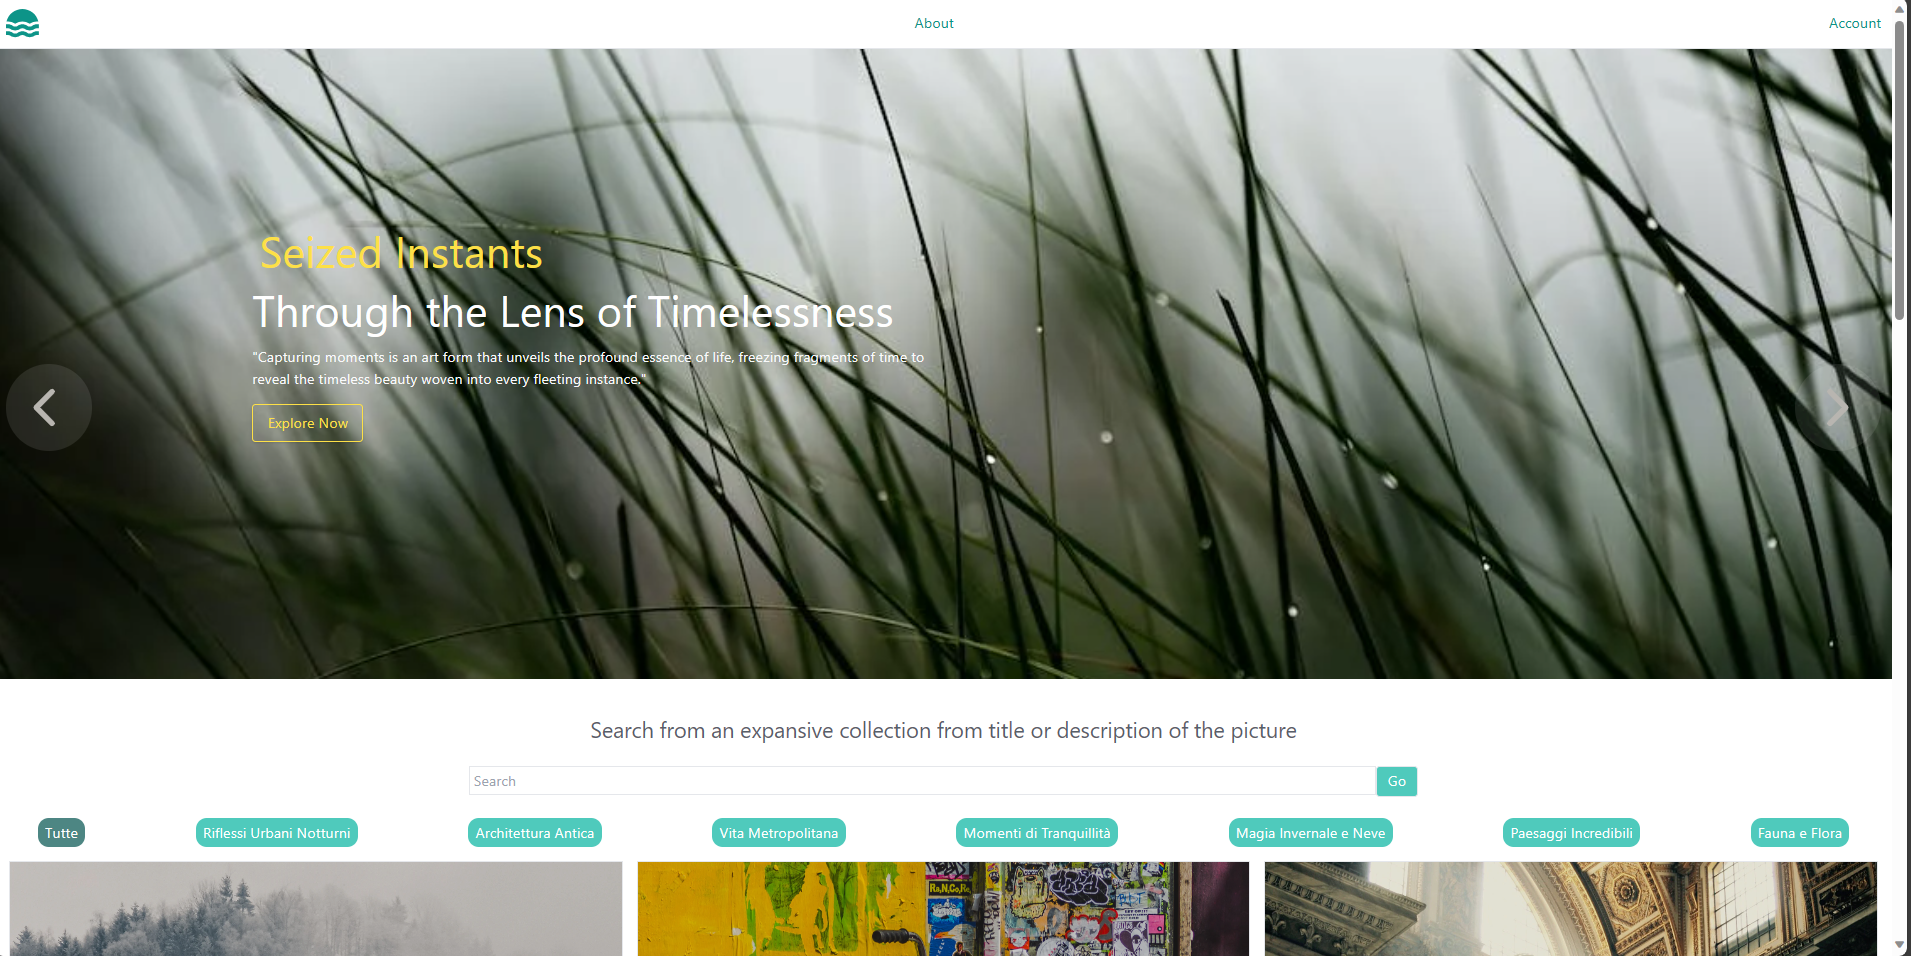 About
Account
Seized Instants
Through the Lens of Timelessness
"Capturing moments is an art form that unveils the profound essence of life, freezing fragments of time to
reveal the timeless beauty woven into every fleeting instance."
Explore Now
Search from an expansive collection from title or description of the picture
Search
Go
Tutte
Riflessi Urbani Notturni
Architettura Antica
Vita Metropolitana
Momenti di Tranquillità
Magia Invernale e Neve
Paesaggi Incredibili
Fauna e Flora
Ro,N,Co,Re,